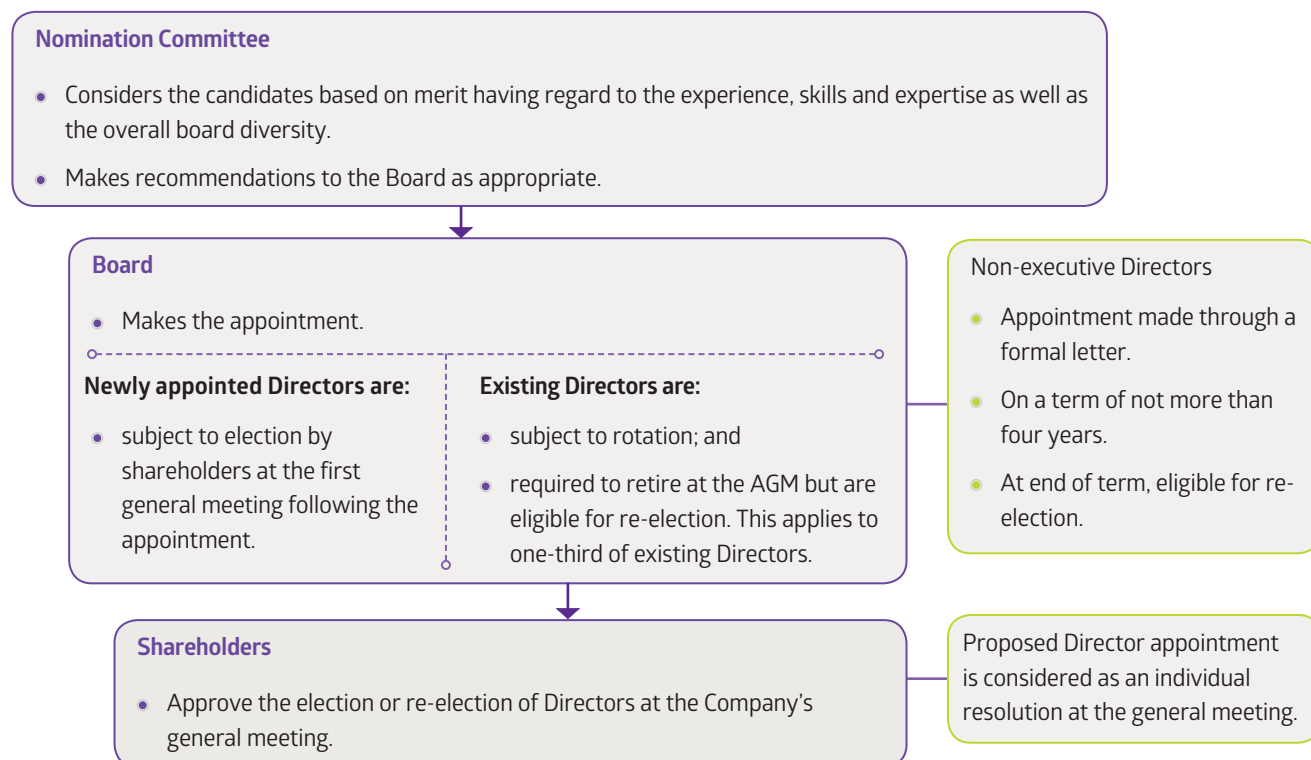 Nomination Committee
Considers the candidates based on merit having regard to the experience, skills and expertise as well as
the overall board diversity.
Makes recommendations to the Board as appropriate.
Board
Makes the appointment.
Newly appointed Directors are:
subject to election by
shareholders at the first
general meeting following the
appointment.
Existing Directors are:
subject to rotation; and
required to retire at the AGM but are
eligible for re-election. This applies to
one-third of existing Directors.
Non-executive Directors
Appointment made through a
formal letter.
On a term of not more than
four years.
At end of term, eligible for re-
election.
Shareholders
Approve the election or re-election of Directors at the Company's
general meeting.
Proposed Director appointment
is considered as an individual
resolution at the general meeting.